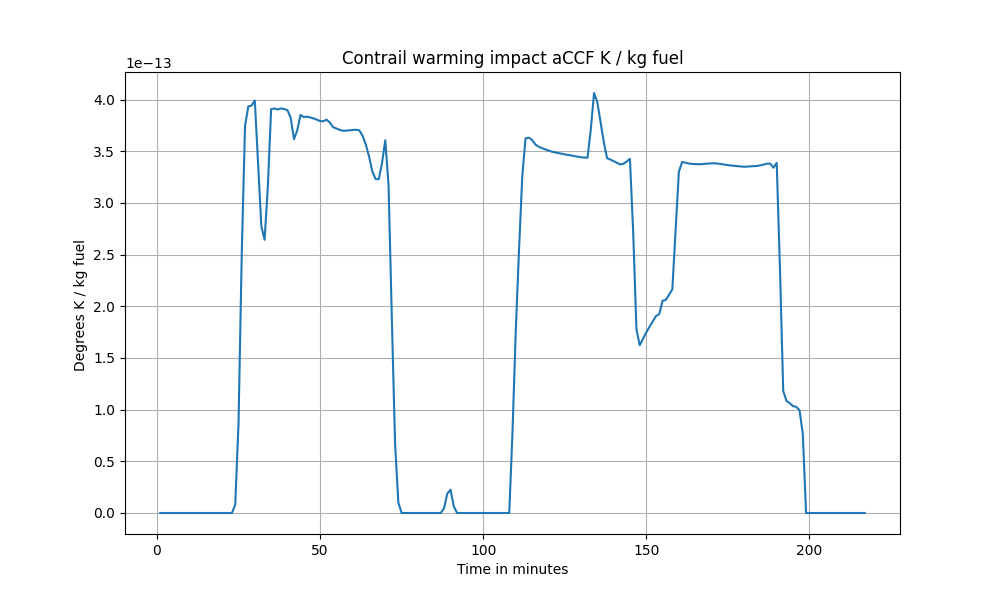 Contrail warming impact aCCF K / kg fuel
1e−13
4.0
3.5
3.0
2.5
2.0
1.5
1.0
0.5
0.0
Degrees K / kg fuel
0 50 100 150 200
Time in minutes